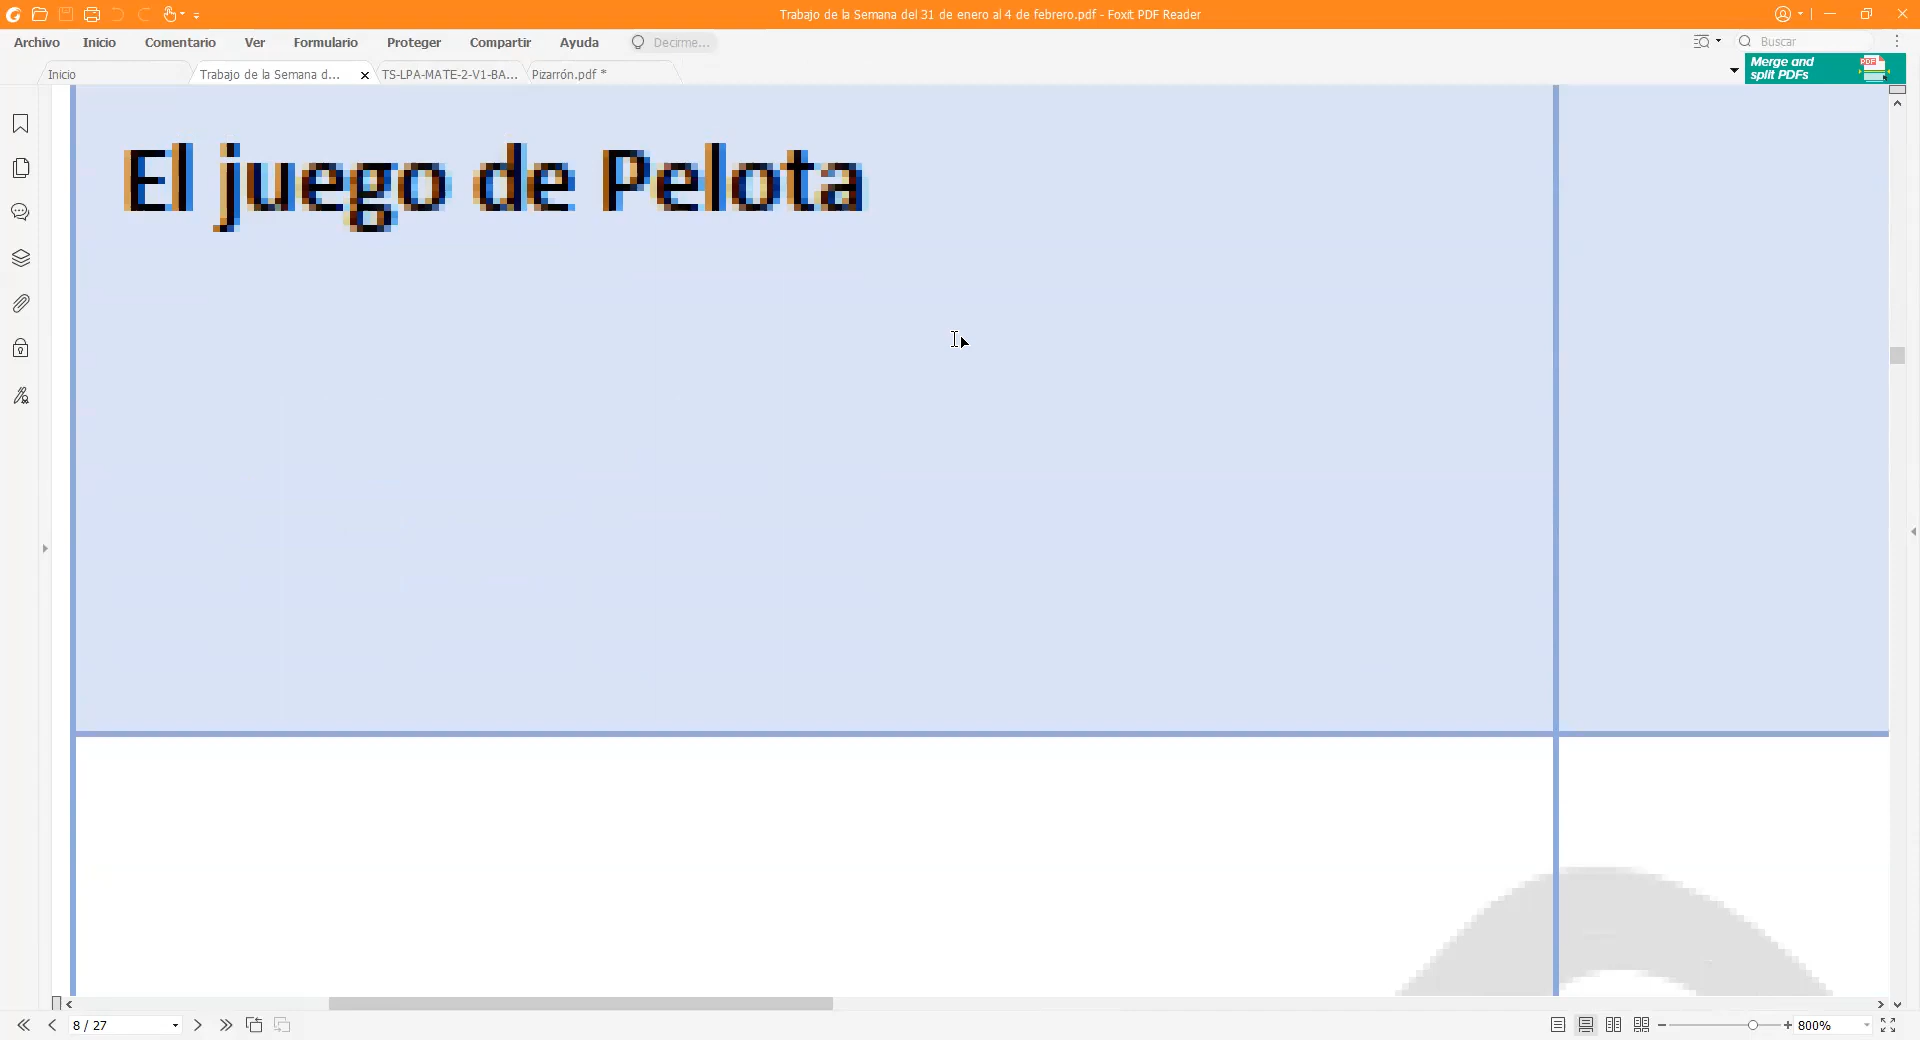 Trabajo de la Semana del 31 de enero al 4 de febrero.pdf - Foxit PDF Reader
Archivo Inicio Comentario Ver Formulario Proteger Compartir Ayuda Decirme... Buscar
Inicio Trabajo de la Semana d... TS-LPA-MATE-2-V1-BA... Pizarrón.pdf * Merge and
split PDFs
PDF
El juego de Pelota
8 / 27 800%